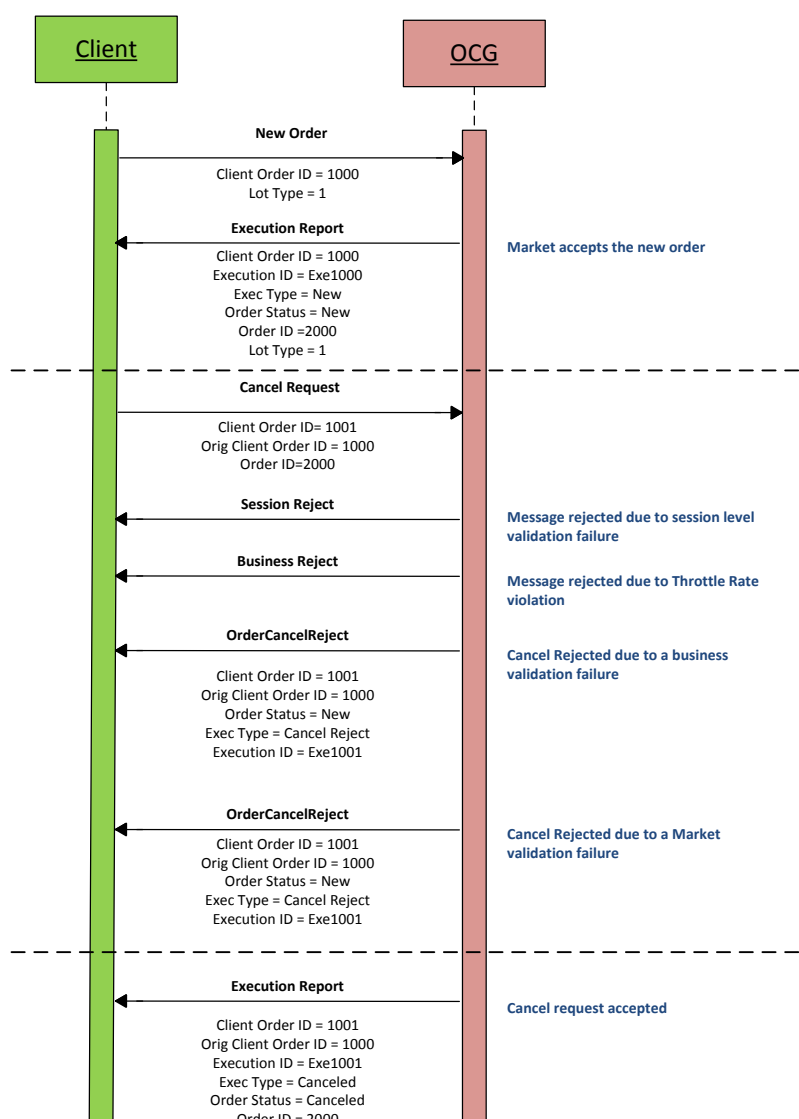 Client
OCG
New Order
Client Order ID = 1000
Lot Type = 1
Execution Report
Market accepts the new order
Client Order ID = 1000
Execution ID = Exe1000
Exec Type = New
Order Status = New
Order ID =2000
Lot Type = 1
Cancel Request
Client Order ID= 1001
Orig Client Order ID = 1000
Order ID=2000
Session Reject
Message rejected due to session level
validation failure
Business Reject
Message rejected due to Throttle Rate
violation
OrderCancelReject
Cancel Rejected due to a business
validation failure
Client Order ID = 1001
Orig Client Order ID = 1000
Order Status = New
Exec Type = Cancel Reject
Execution ID = Exe1001
OrderCancelReject
Cancel Rejected due to a Market
validation failure
Client Order ID = 1001
Orig Client Order ID = 1000
Order Status = New
Exec Type = Cancel Reject
Execution ID = Exe1001
Execution Report
Cancel request accepted
Client Order ID = 1001
Orig Client Order ID = 1000
Execution ID = Exe1001
Exec Type = Canceled
Order Status = Canceled
Order ID = 2000